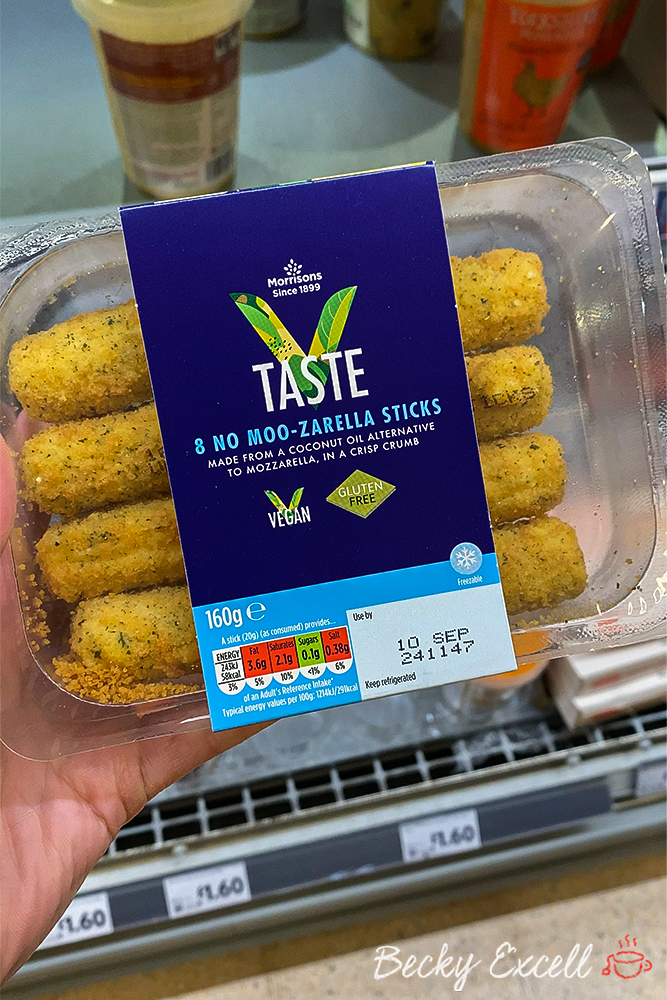 Morrisons
Since 1899
V
TASTE
8 NO MOO-ZARELLA STICKS
MADE FROM A COCONUT OIL ALTERNATIVE
TO MOZZARELLA, IN A CRISP CRUMB
VEGAN
GLUTEN
FREE
Freezable
160g e
A stick (20g) (as consumed) provides...
ENERGY Fat Saturates Sugars Salt
243kJ
58kcal 3.6g 2.1g 0.1g 0.38g
3% 5% 10% <1% 6%
of an Adult's Reference Intake*
Typical energy values per 100g: 1214kJ/291kcal
Use by
10 SEP
241147
Keep refrigerated
£1.60
£1.60
£1.60
Becky Excell